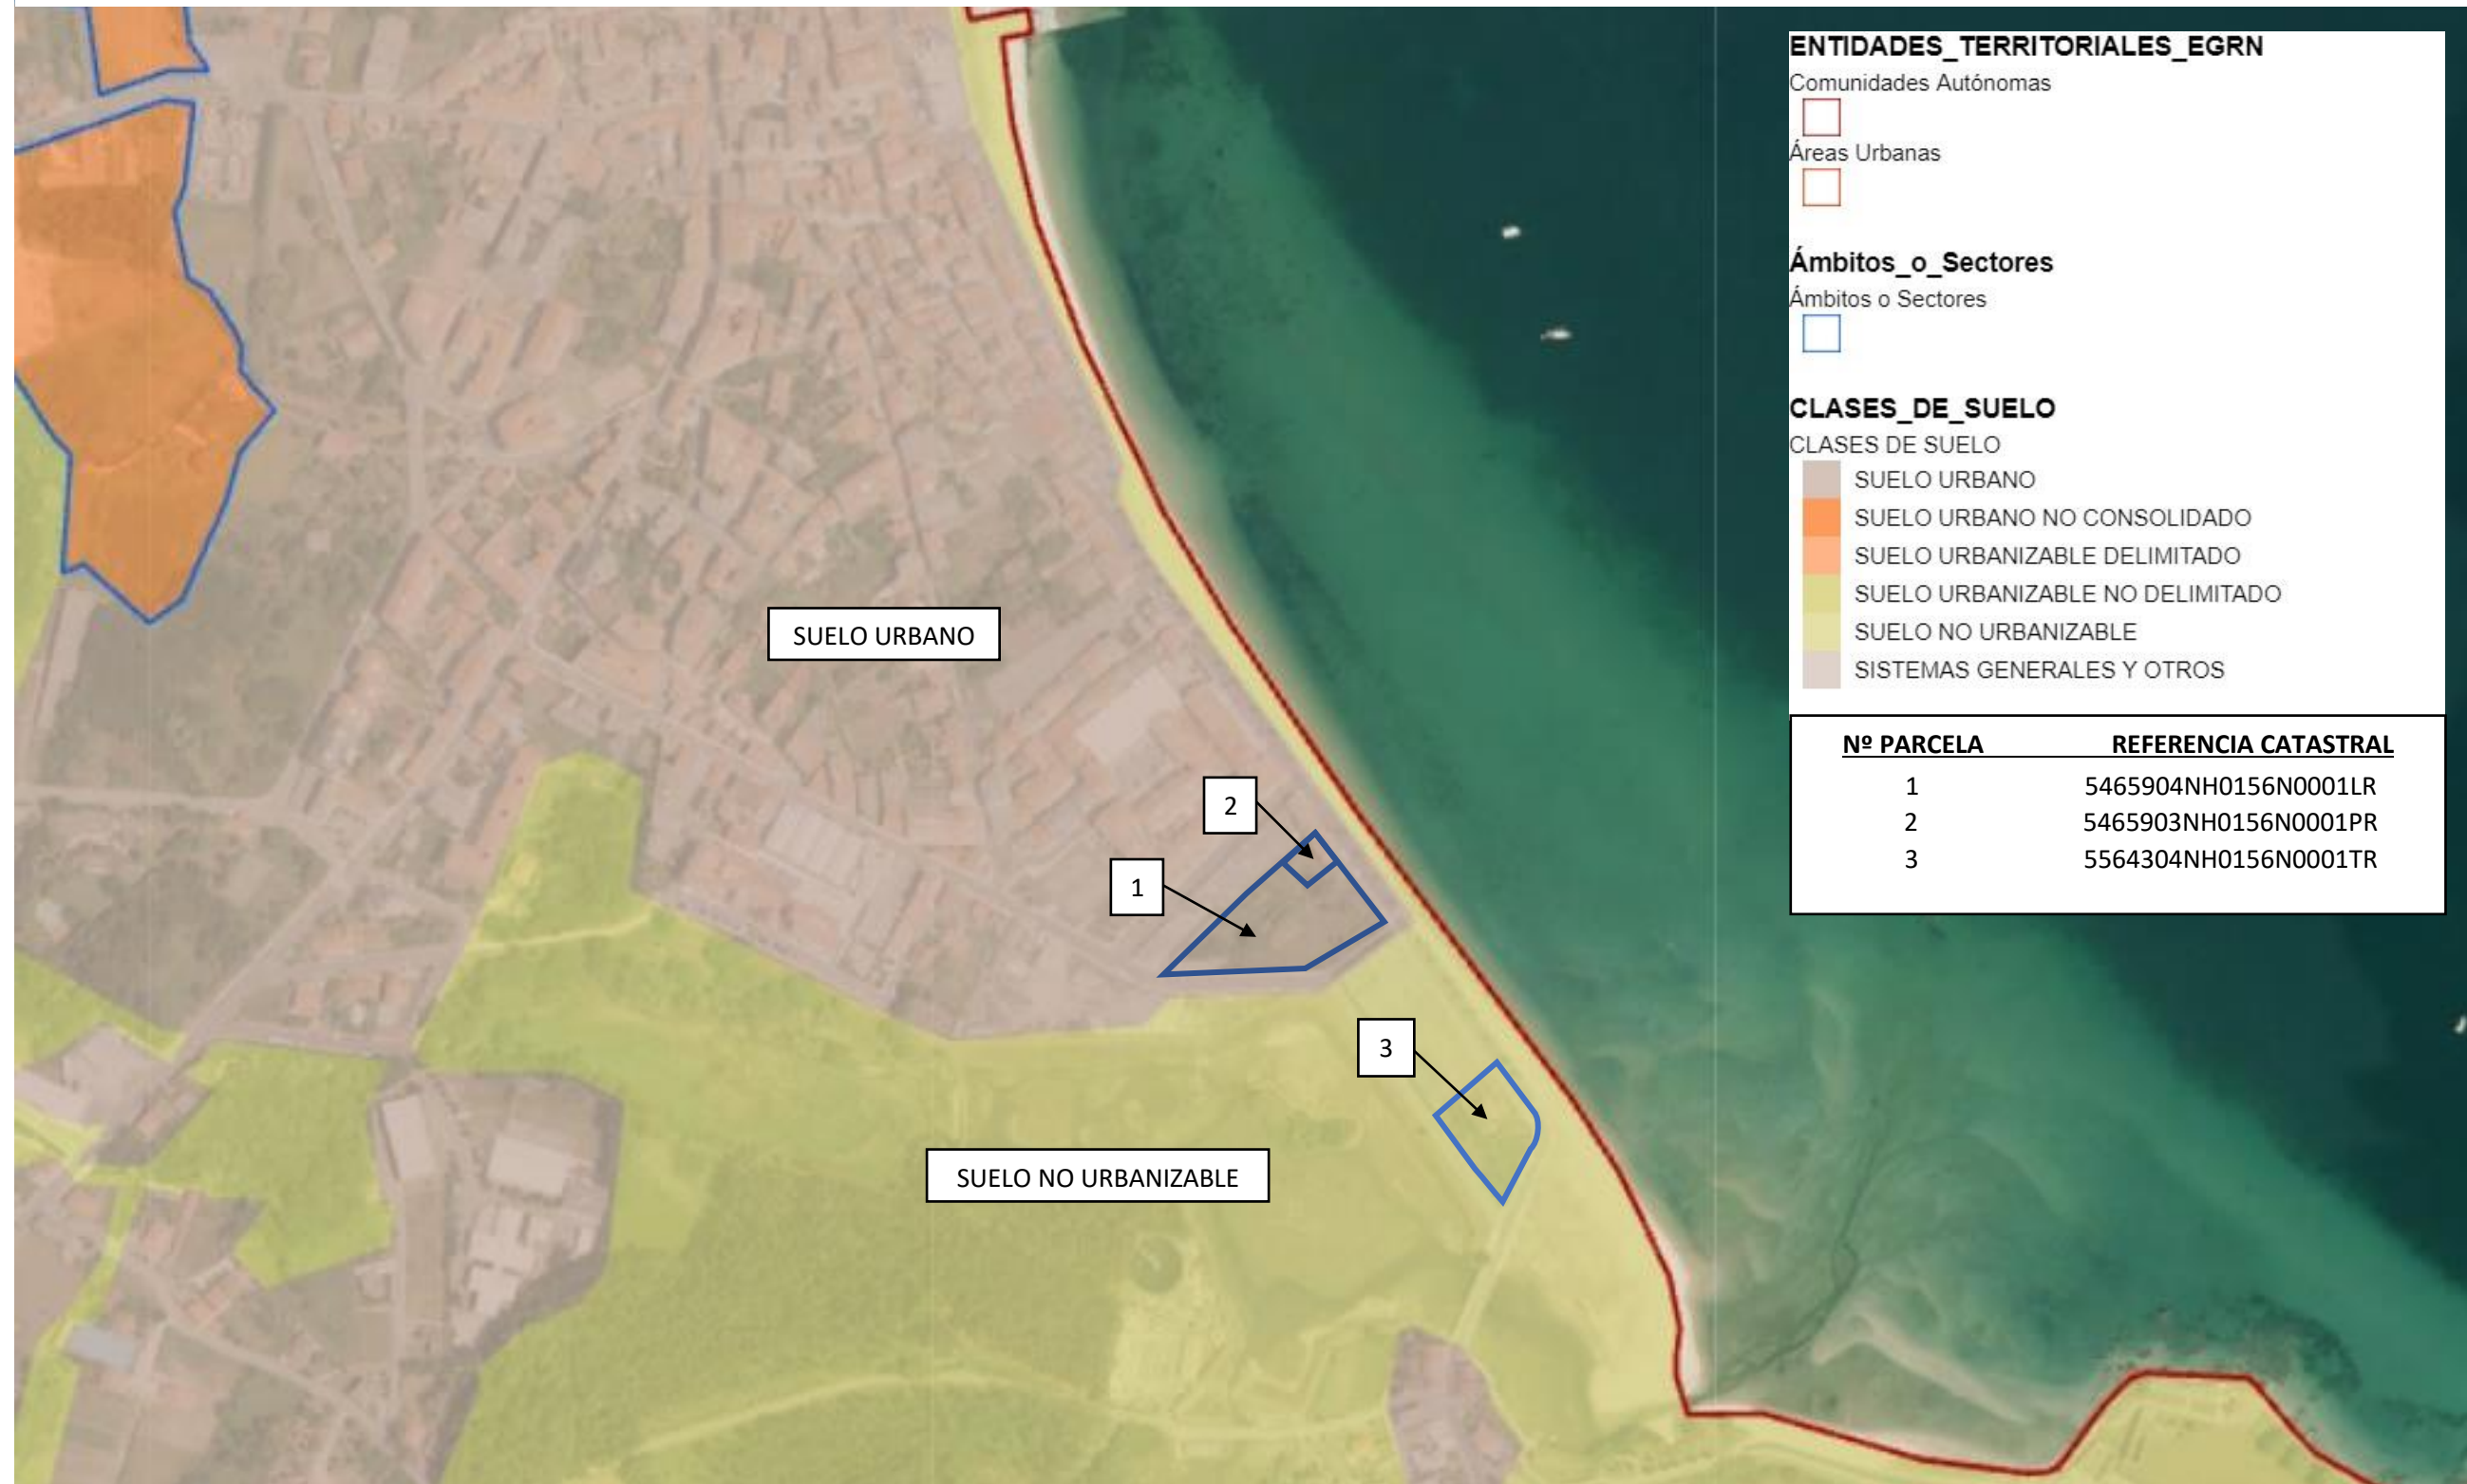 ENTIDADES_TERRITORIALES_EGRN
Comunidades Autónomas
Áreas Urbanas
Ámbitos_o_Sectores
Ámbitos o Sectores
CLASES_DE_SUELO
CLASES DE SUELO
SUELO URBANO
SUELO URBANO NO CONSOLIDADO
SUELO URBANIZABLE DELIMITADO
SUELO URBANIZABLE NO DELIMITADO
SUELO NO URBANIZABLE
SISTEMAS GENERALES Y OTROS
Nº PARCELA REFERENCIA CATASTRAL
1 5465904NH0156N0001LR
2 5465903NH0156N0001PR
3 5564304NH0156N0001TR
SUELO URBANO
2
1
3
SUELO NO URBANIZABLE